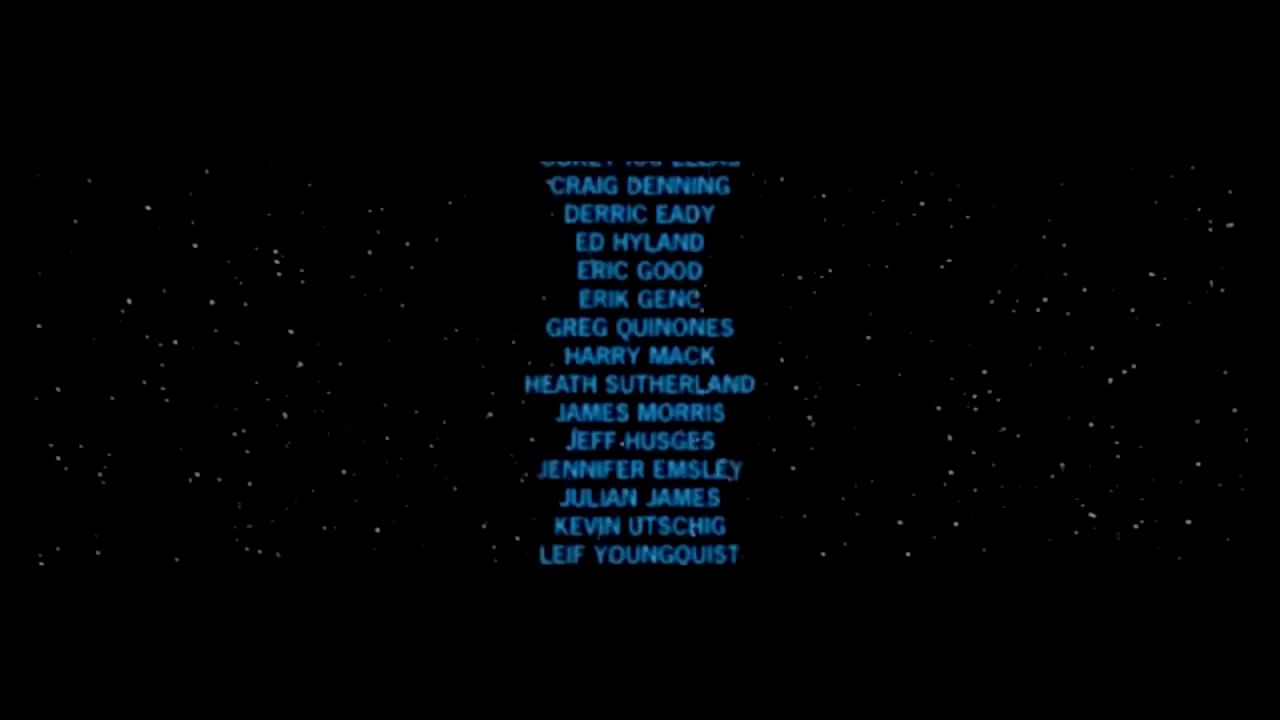 CRAIG DENNING
DERRIC EADY
ED HYLAND
ERIC GOOD
ERIK GENC
GREG QUINONES
HARRY MACK
HEATH SUTHERLAND
JAMES MORRIS
JEFF HUSGES
JENNIFER EMSLEY
JULIAN JAMES
KEVIN UTSCHIG
LEIF YOUNGQUIST